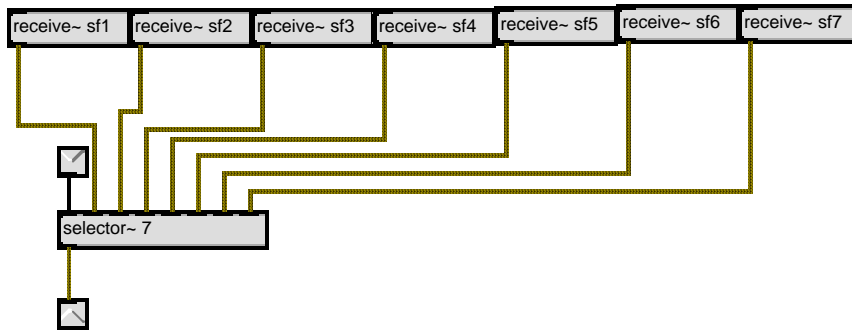 receive~ sf1
receive~ sf2
receive~ sf3
receive~ sf4
receive~ sf5
receive~ sf6
receive~ sf7
selector~ 7